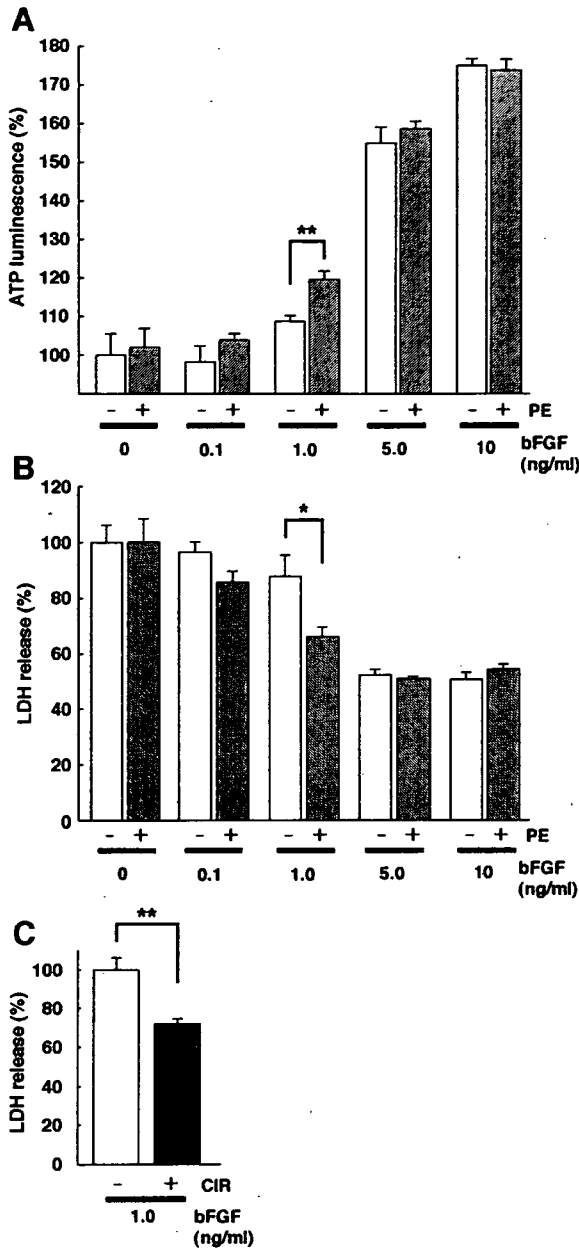 A
ATP luminescence (%)
180
170
160
150
140
130
120
110
100
**
- + - + - + - + - + PE
0 0.1 1.0 5.0 10 bFGF
(ng/ml)
B
LDH release (%)
120
100
80
60
40
20
0
*
- + - + - + - + - + PE
0 0.1 1.0 5.0 10 bFGF
(ng/ml)
C
LDH release (%)
**
100
80
60
40
20
0
- + CIR
1.0 bFGF
(ng/ml)